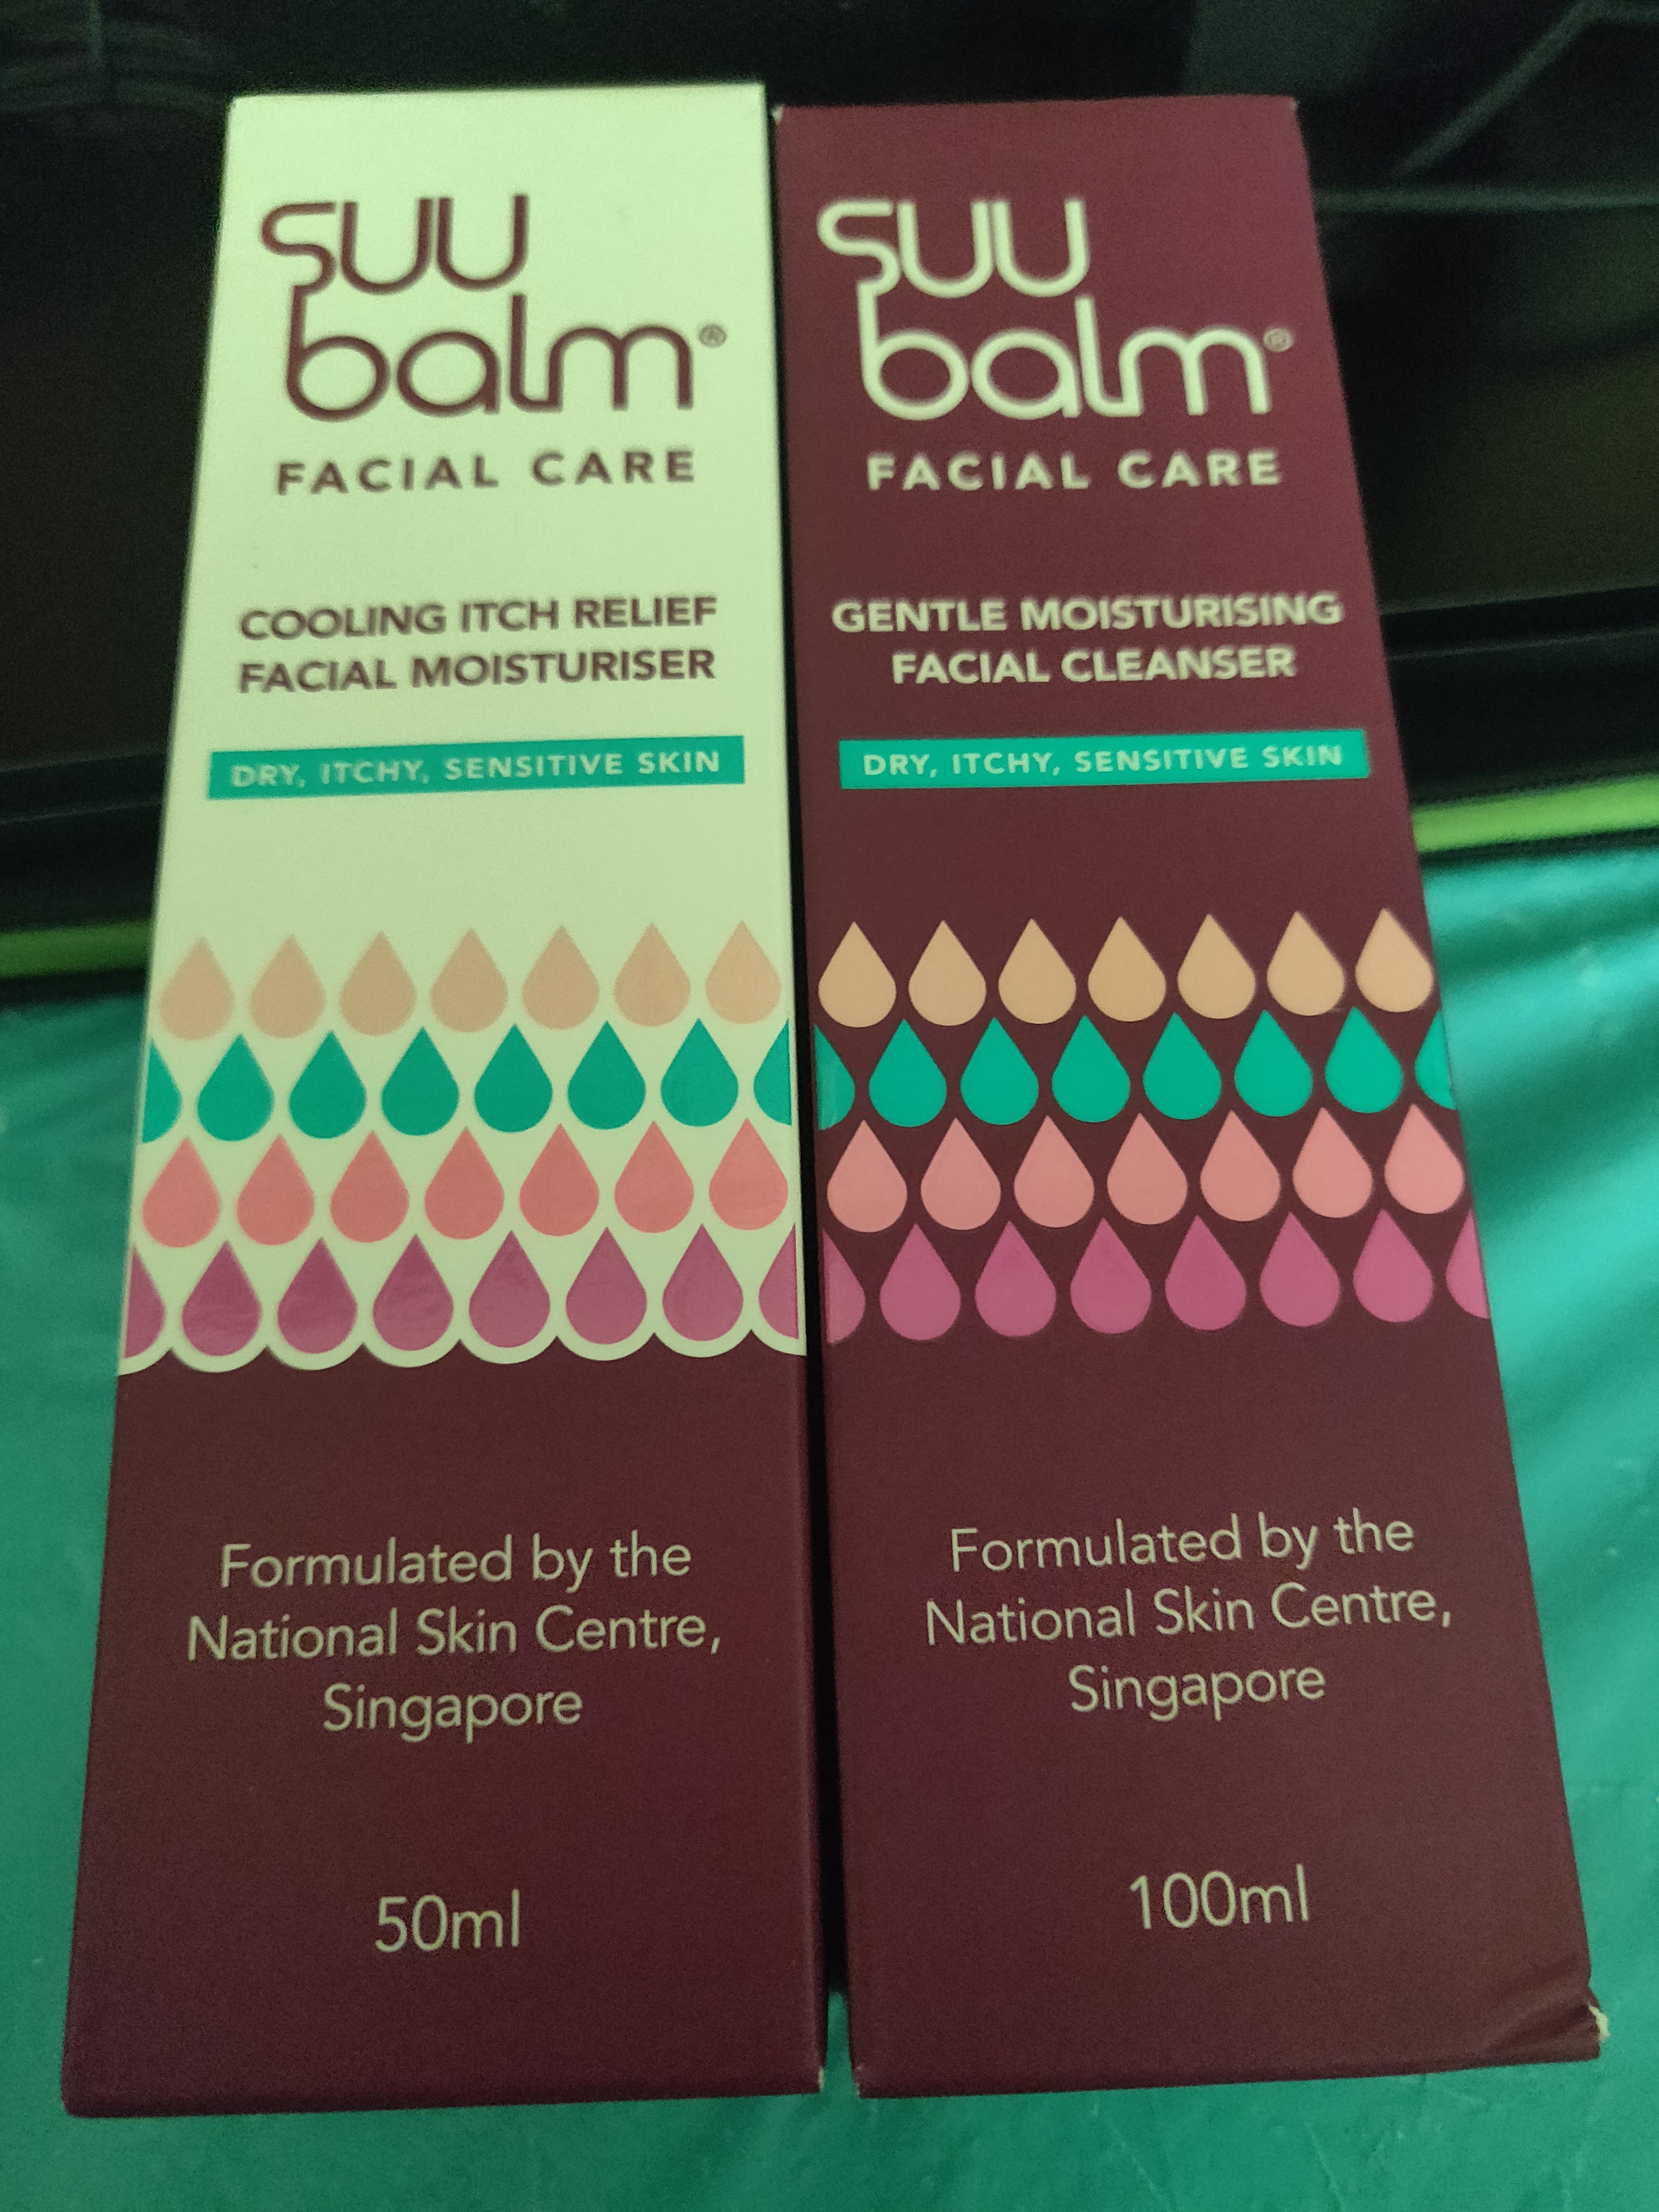 suu
balm®
FACIAL CARE
COOLING ITCH RELIEF
FACIAL MOISTURISER
DRY, ITCHY, SENSITIVE SKIN
Formulated by the
National Skin Centre,
Singapore
50ml
suu
balm®
FACIAL CARE
GENTLE MOISTURISING
FACIAL CLEANSER
DRY, ITCHY, SENSITIVE SKIN
Formulated by the
National Skin Centre,
Singapore
100ml